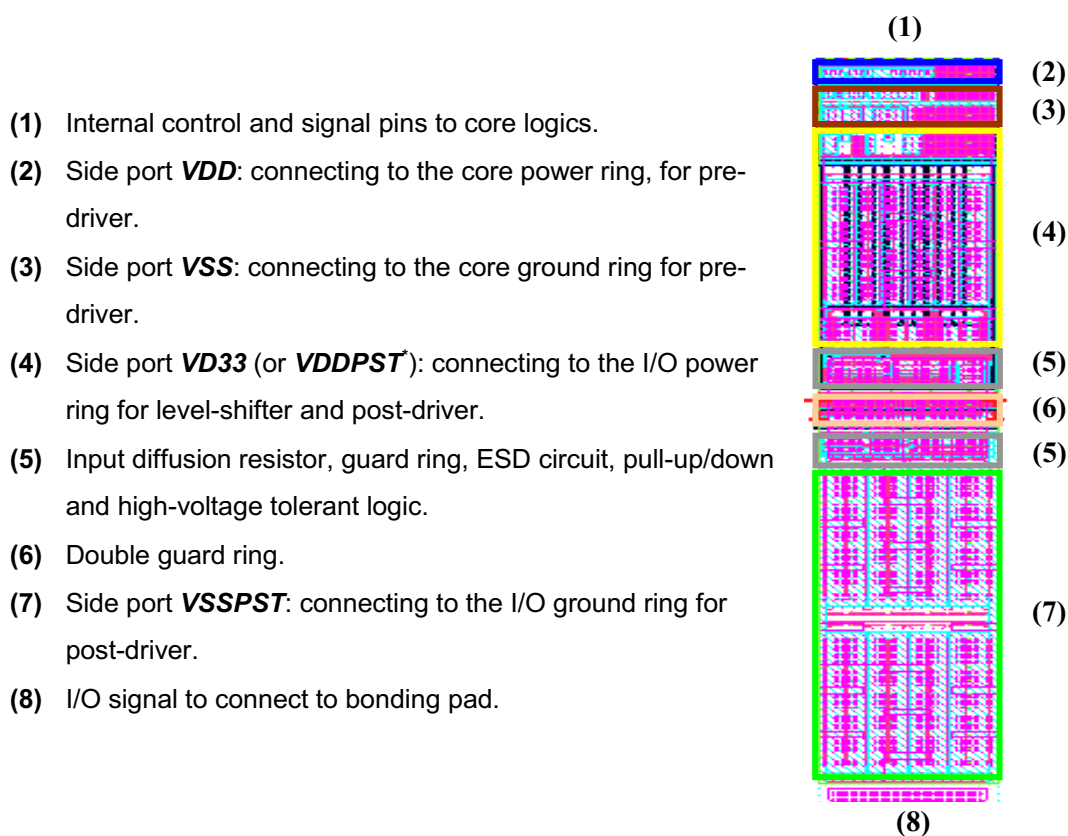 (1) Internal control and signal pins to core logics.
(2) Side port VDD: connecting to the core power ring, for pre-
driver.
(3) Side port VSS: connecting to the core ground ring for pre-
driver.
(4) Side port VD33 (or VDDPST*): connecting to the I/O power
ring for level-shifter and post-driver.
(5) Input diffusion resistor, guard ring, ESD circuit, pull-up/down
and high-voltage tolerant logic.
(6) Double guard ring.
(7) Side port VSSPST: connecting to the I/O ground ring for
post-driver.
(8) I/O signal to connect to bonding pad.
(1)
(2)
(3)
(4)
(5)
(6)
(5)
(7)
(8)